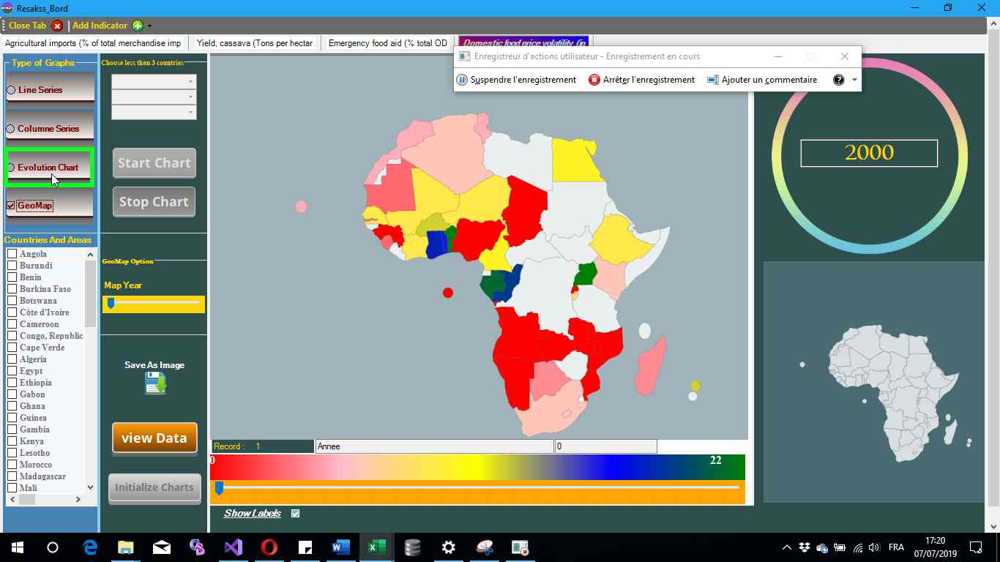 Resakss_Bord
Close Tab
Add Indicator
Agricultural imports (% of total merchandise imp
Yield, cassava (Tons per hectar
Emergency food aid (% total OD
Domestic food price volatility (in
Enregistreur d'actions utilisateur - Enregistrement en cours
Suspendre l'enregistrement
Arrêter l'enregistrement
Ajouter un commentaire
Type of Graphs
Line Series
Columne Series
Evolution Chart
GeoMap
Choose less than 3 countries
Start Chart
Stop Chart
GeoMap Option
Map Year
Save As Image
view Data
Initialize Charts
Countries And Areas
Angola
Burundi
Benin
Burkina Faso
Botswana
Côte d'Ivoire
Cameroon
Congo, Republic
Cape Verde
Algeria
Egypt
Ethiopia
Gabon
Ghana
Guinea
Gambia
Kenya
Lesotho
Morocco
Madagascar
Mali
2000
Record : 1
Annee
0
0
22
Show Labels
FRA
17:20
07/07/2019